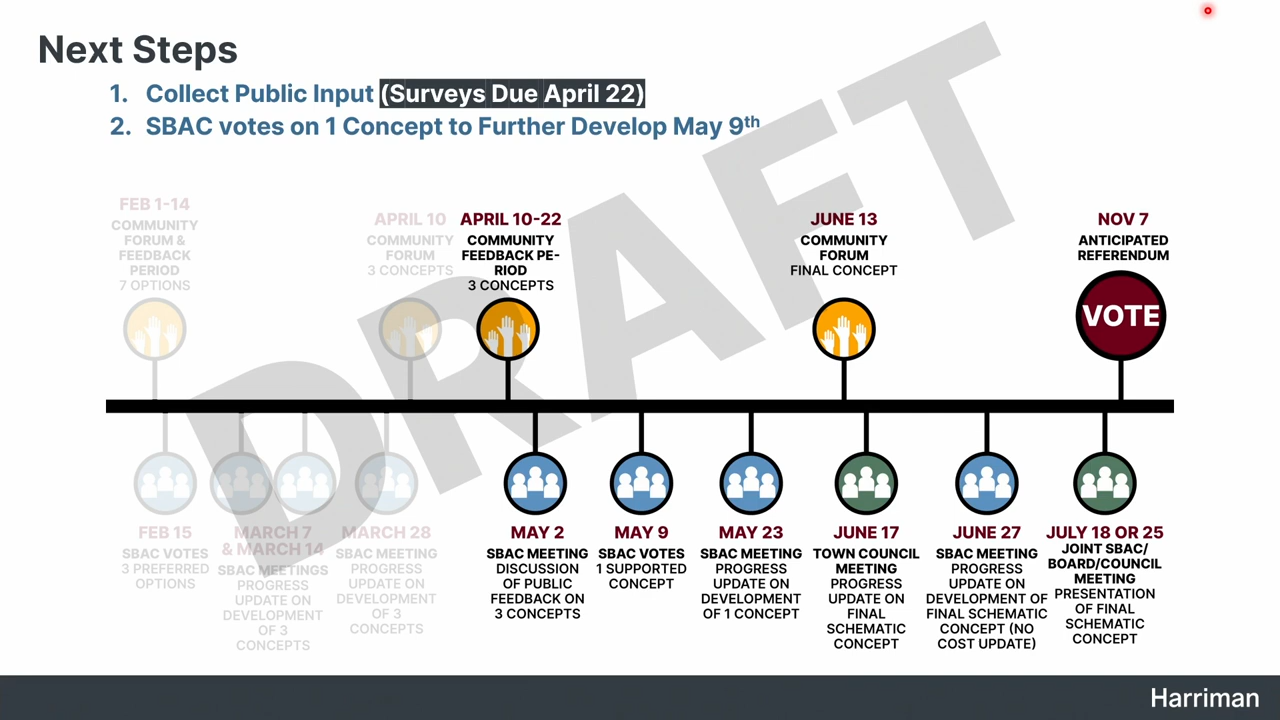 Next Steps
1. Collect Public Input (Surveys Due April 22)
2. SBAC votes on 1 Concept to Further Develop May 9th
FEB 1-14
COMMUNITY
FORUM &
FEEDBACK
PERIOD
7 OPTIONS
APRIL 10
COMMUNITY
FORUM
3 CONCEPTS
APRIL 10-22
COMMUNITY
FEEDBACK PE-
RIOD
3 CONCEPTS
JUNE 13
COMMUNITY
FORUM
FINAL CONCEPT
NOV 7
ANTICIPATED
REFERENDUM
VOTE
DRAFT
FEB 15
SBAC VOTES
3 PREFERRED
OPTIONS
MARCH 7
& MARCH 14
SBAC MEETINGS
PROGRESS
UPDATE ON
DEVELOPMENT
OF 3
CONCEPTS
MARCH 28
SBAC MEETING
PROGRESS
UPDATE ON
DEVELOPMENT
OF 3
CONCEPTS
MAY 2
SBAC MEETING
DISCUSSION
OF PUBLIC
FEEDBACK ON
3 CONCEPTS
MAY 9
SBAC VOTES
1 SUPPORTED
CONCEPT
MAY 23
SBAC MEETING
PROGRESS
UPDATE ON
DEVELOPMENT
OF 1 CONCEPT
JUNE 17
TOWN COUNCIL
MEETING
PROGRESS
UPDATE ON
FINAL
SCHEMATIC
CONCEPT
JUNE 27
SBAC MEETING
PROGRESS
UPDATE ON
DEVELOPMENT OF
FINAL SCHEMATIC
CONCEPT (NO
COST UPDATE)
JULY 18 OR 25
JOINT SBAC/
BOARD/COUNCIL
MEETING
PRESENTATION
OF FINAL
SCHEMATIC
CONCEPT
Harriman